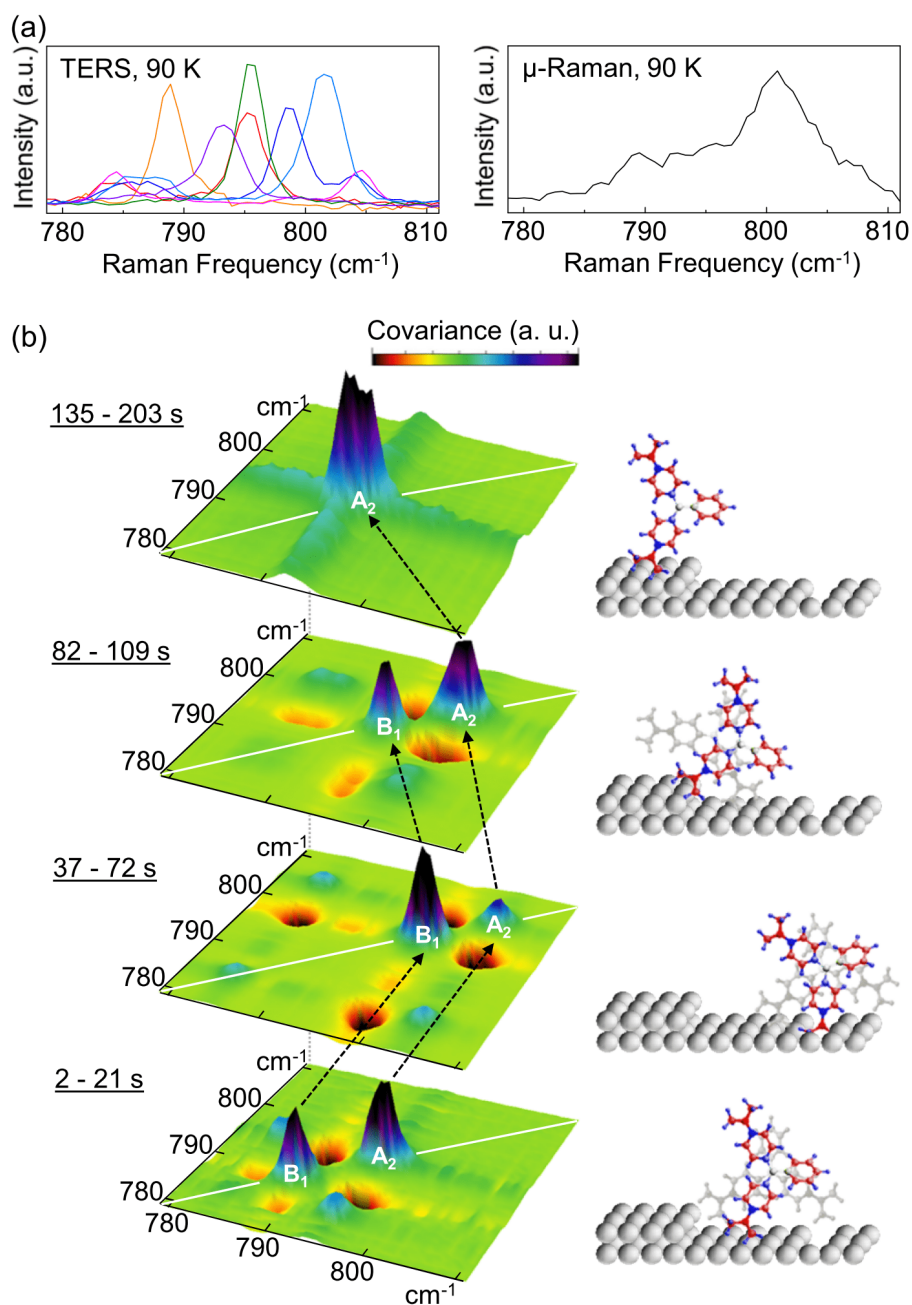 (a)
TERS, 90 K
μ-Raman, 90 K
Intensity (a.u.)
Intensity (a.u.)
780 790 800 810
780 790 800 810
Raman Frequency (cm-1)
Raman Frequency (cm-1)
(b)
Covariance (a. u.)
135 - 203 s
cm-1
800
790
780
A2
82 - 109 s
cm-1
800
790
780
B1
A2
37 - 72 s
cm-1
800
790
780
B1
A2
2 - 21 s
cm-1
800
790
780
B1
A2
780
790
800
cm-1